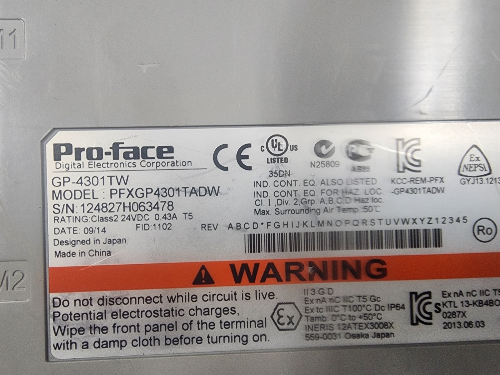 M1
Pro-face
Digital Electronics Corporation
GP-4301TW
MODEL: PFXGP4301TADW
S/N:124827H063478
RATING:Class2 24VDC 0.43A T5
DATE: 09/14 FID:1102
Designed in Japan
Made in China
CE
UL
LISTED
35DN
N25809
IND. CONT. EQ. ALSO LISTED
IND. CONT. EQ. FOR HAZ. LOC
Class I, Div. 2,Grp. A,B,C,D Haz.loc
Max. Surrounding Air Temp. 50°C
KCC-REM-PFX
-GP4301TADW
Ex
NEPSI
GYJ13.1213
REV ABCD*FGHIJKLMNOPQRSTUVWXYZ12345
Ro
WARNING
M2
Do not disconnect while circuit is live.
Potential electrostatic charges,
Wipe the front panel of the terminal
with a damp cloth before turning on.
Ex
II 3 G D
Ex nA nC IIC T5 Gc
Ex tc IIIC T100°C Dc IP64
Tamb= 0°C to +50°C
INERIS 12ATEX3006X
559-0031 Osaka Japan
Ex nA nC IIC T5
KTL 13-KB4BO
0287X
2013.06.03